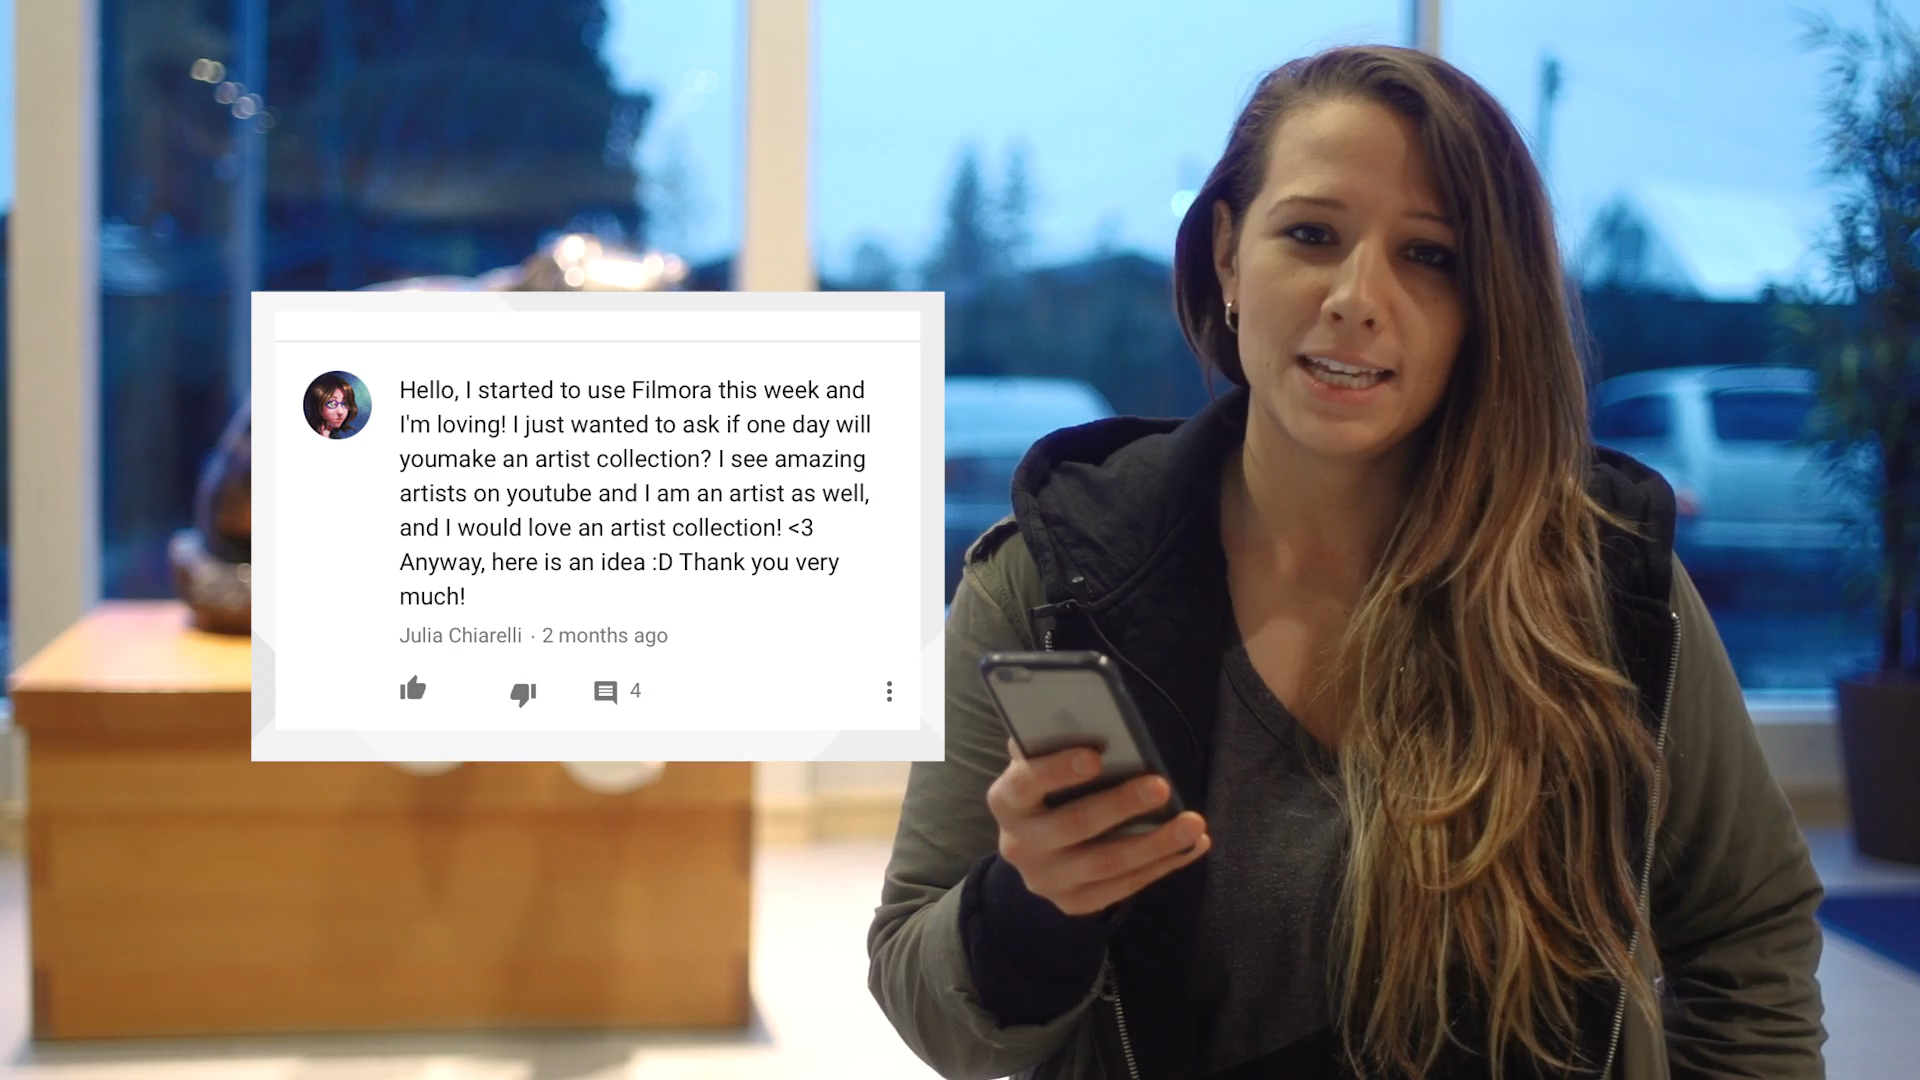 Hello, I started to use Filmora this week and
I'm loving! I just wanted to ask if one day will
youmake an artist collection? I see amazing
artists on youtube and I am an artist as well,
and I would love an artist collection! <3
Anyway, here is an idea :D Thank you very
much!
Julia Chiarelli · 2 months ago
4